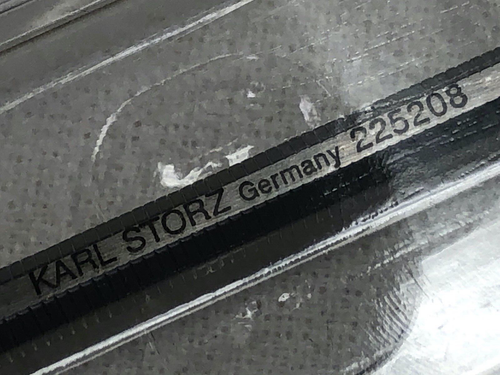 KARL STORZ Germany 225208